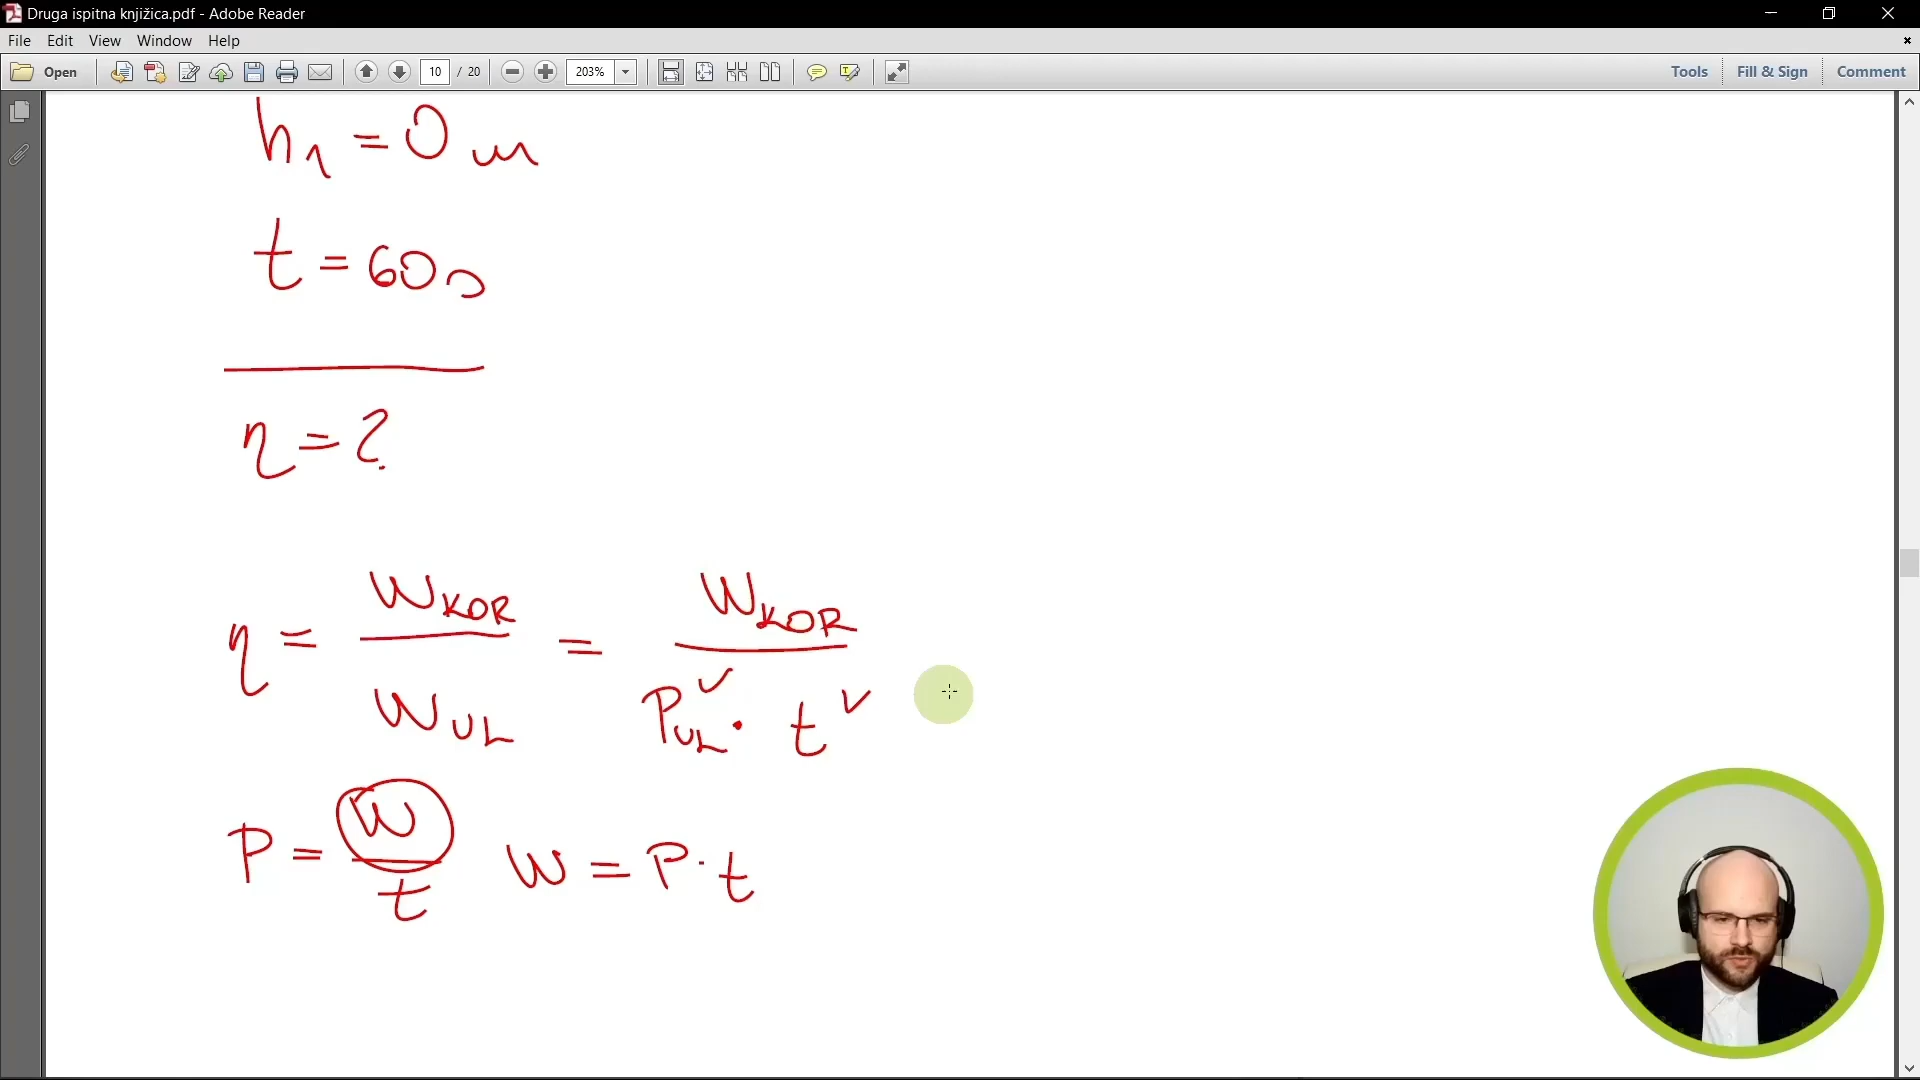 Druga ispitna knjižica.pdf - Adobe Reader
File Edit View Window Help
Open 10 / 20 203% Tools Fill & Sign Comment
h₁ = 0 m
t = 60 s
η = ?
η = W_KOR / W_UL = W_KOR / P_UL ✓ · t ✓
P = W / t W = P · t